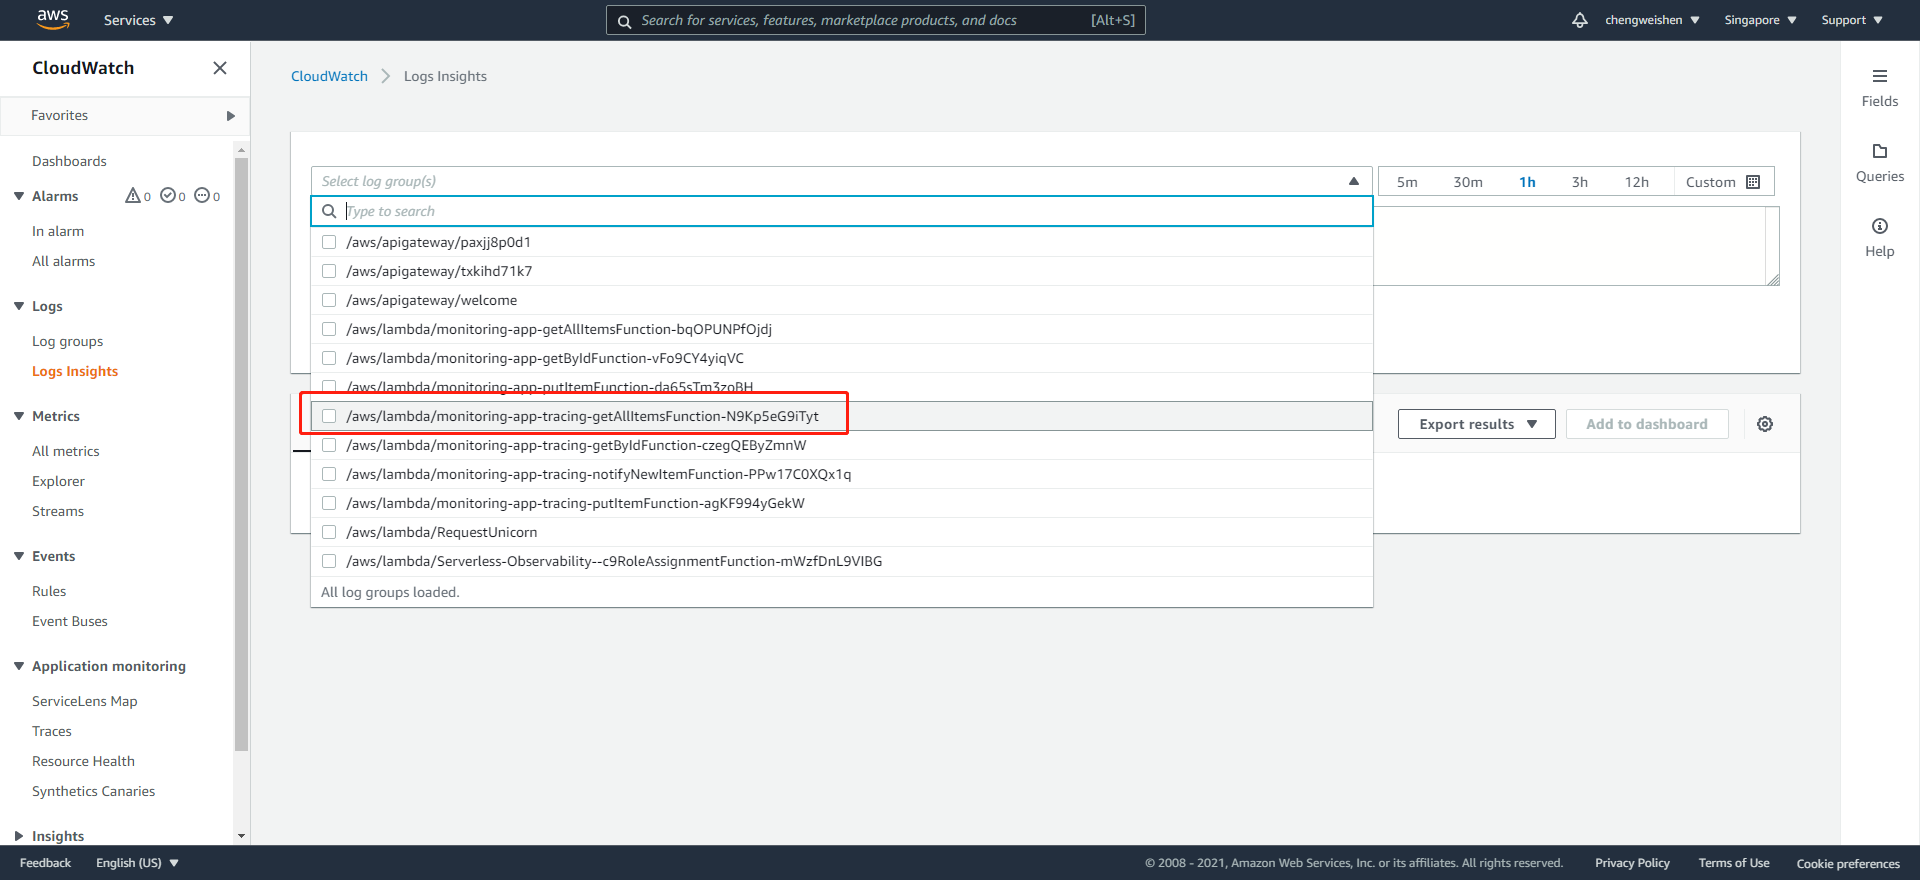 aws
Services
Search for services, features, marketplace products, and docs
[Alt+S]
chengweishen
Singapore
Support
CloudWatch
Favorites
Dashboards
Alarms
0
0
0
In alarm
All alarms
Logs
Log groups
Logs Insights
Metrics
All metrics
Explorer
Streams
Events
Rules
Event Buses
Application monitoring
ServiceLens Map
Traces
Resource Health
Synthetics Canaries
Insights
CloudWatch
Logs Insights
Select log group(s)
5m
30m
1h
3h
12h
Custom
Type to search
/aws/apigateway/paxjj8p0d1
/aws/apigateway/txkihd71k7
/aws/apigateway/welcome
/aws/lambda/monitoring-app-getAllItemsFunction-bqOPUNPfOjdj
/aws/lambda/monitoring-app-getByIdFunction-vFo9CY4yiqVC
/aws/lambda/monitoring-app-putItemFunction-da65sTm3zoBH
/aws/lambda/monitoring-app-tracing-getAllItemsFunction-N9Kp5eG9iTyt
/aws/lambda/monitoring-app-tracing-getByIdFunction-czegQEByZmnW
/aws/lambda/monitoring-app-tracing-notifyNewItemFunction-PPw17C0XQx1q
/aws/lambda/monitoring-app-tracing-putItemFunction-agKF994yGekW
/aws/lambda/RequestUnicorn
/aws/lambda/Serverless-Observability--c9RoleAssignmentFunction-mWzfDnL9VIBG
All log groups loaded.
Export results
Add to dashboard
Fields
Queries
Help
Feedback
English (US)
© 2008 - 2021, Amazon Web Services, Inc. or its affiliates. All rights reserved.
Privacy Policy
Terms of Use
Cookie preferences